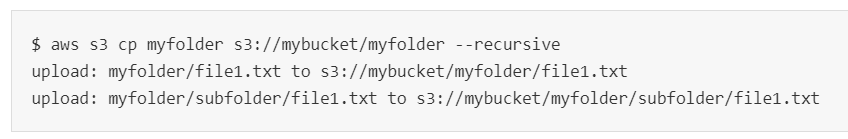 $ aws s3 cp myfolder s3://mybucket/myfolder --recursive
upload: myfolder/file1.txt to s3://mybucket/myfolder/file1.txt
upload: myfolder/subfolder/file1.txt to s3://mybucket/myfolder/subfolder/file1.txt